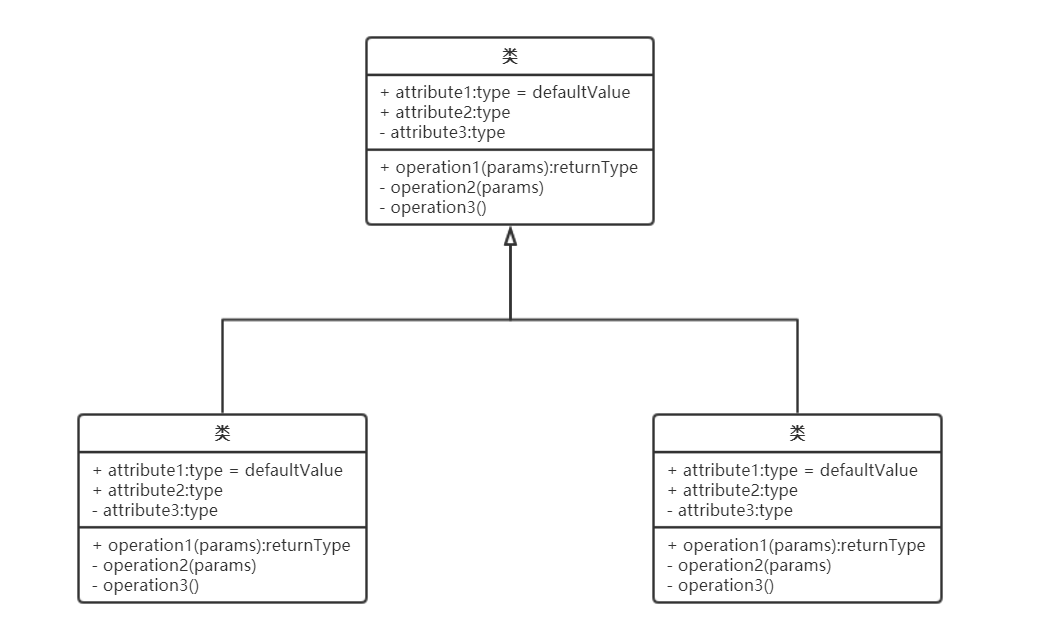 类
+ attribute1:type = defaultValue
+ attribute2:type
- attribute3:type
+ operation1(params):returnType
- operation2(params)
- operation3()
类
+ attribute1:type = defaultValue
+ attribute2:type
- attribute3:type
+ operation1(params):returnType
- operation2(params)
- operation3()
类
+ attribute1:type = defaultValue
+ attribute2:type
- attribute3:type
+ operation1(params):returnType
- operation2(params)
- operation3()